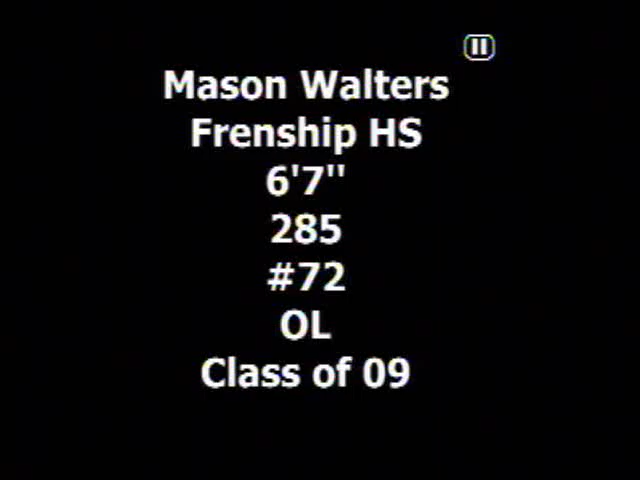 Mason Walters
Frenship HS
6'7"
285
#72
OL
Class of 09